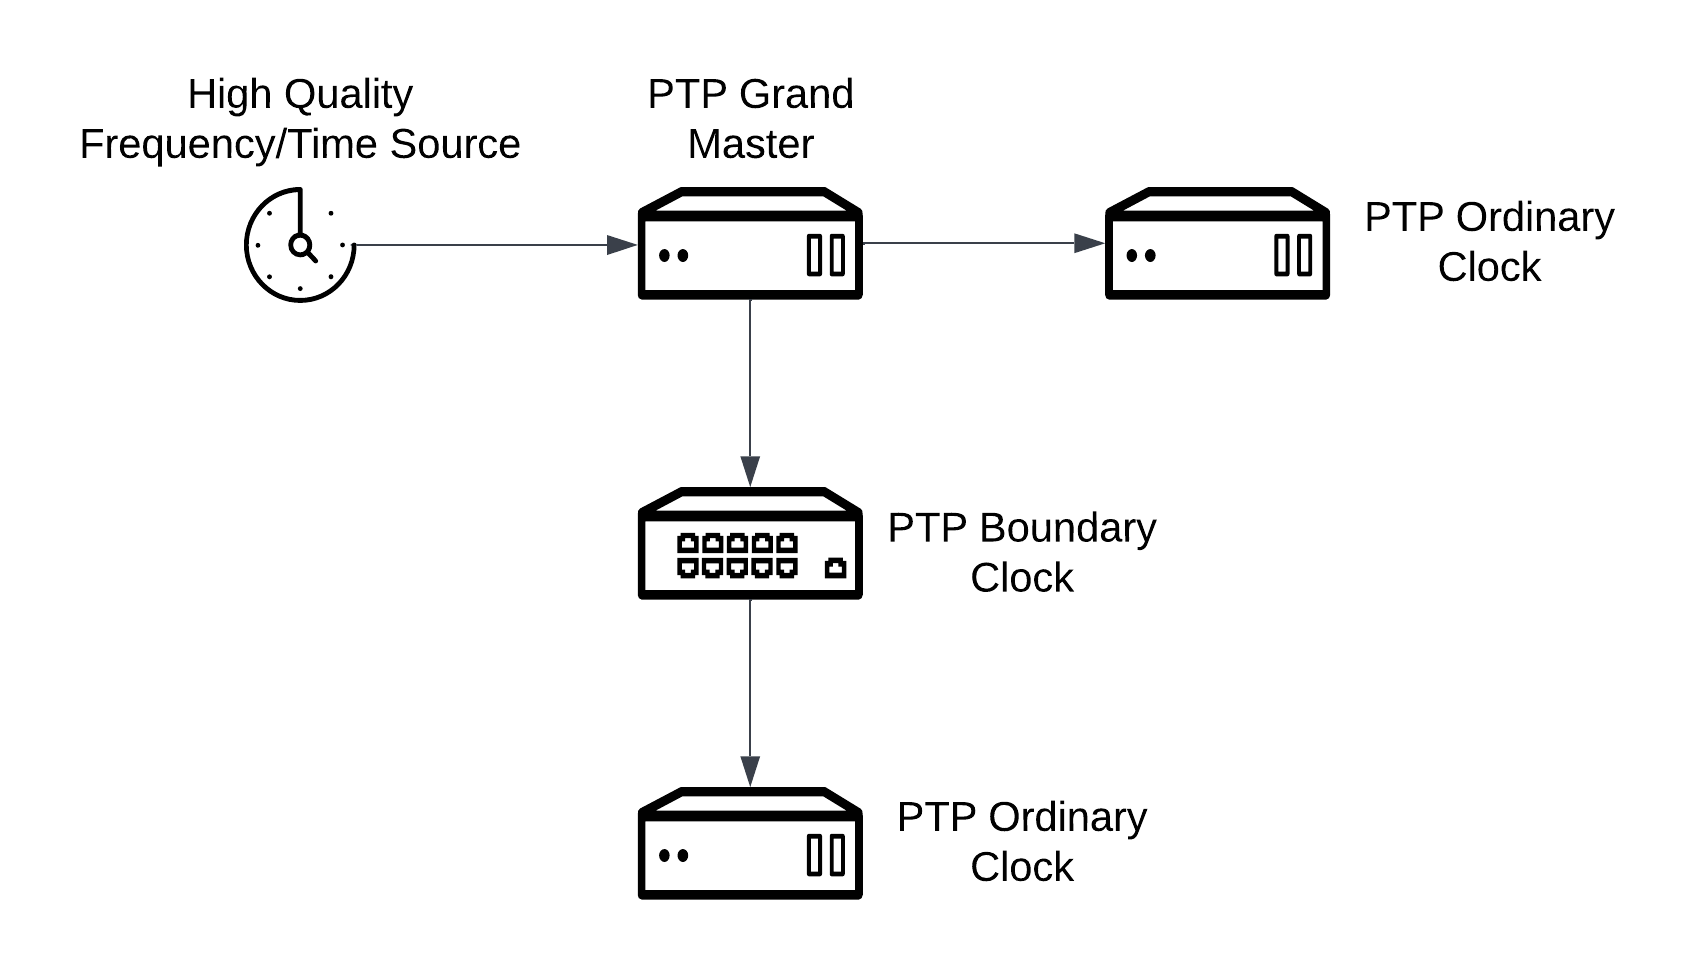 High Quality
Frequency/Time Source
PTP Grand
Master
PTP Ordinary
Clock
PTP Boundary
Clock
PTP Ordinary
Clock